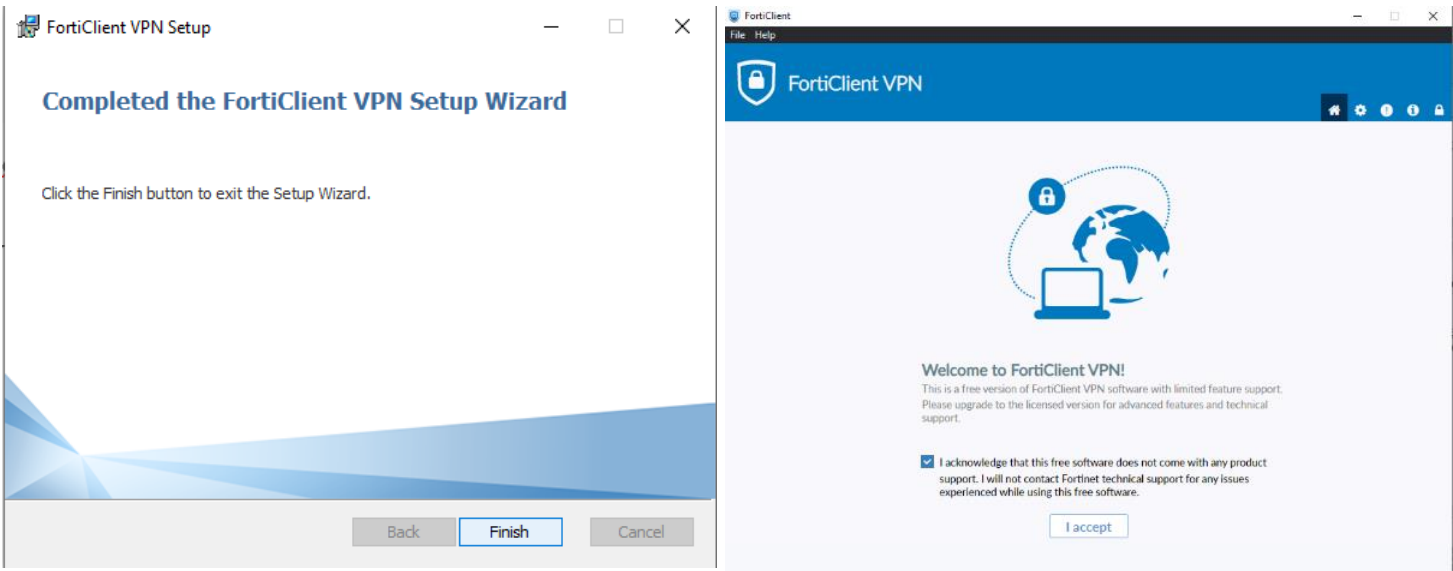 FortiClient VPN Setup
Completed the FortiClient VPN Setup Wizard
Click the Finish button to exit the Setup Wizard.
Back Finish Cancel
FortiClient
File Help
FortiClient VPN
Welcome to FortiClient VPN!
This is a free version of FortiClient VPN software with limited feature support.
Please upgrade to the licensed version for advanced features and technical
support.
I acknowledge that this free software does not come with any product
support. I will not contact Fortinet technical support for any issues
experienced while using this free software.
I accept